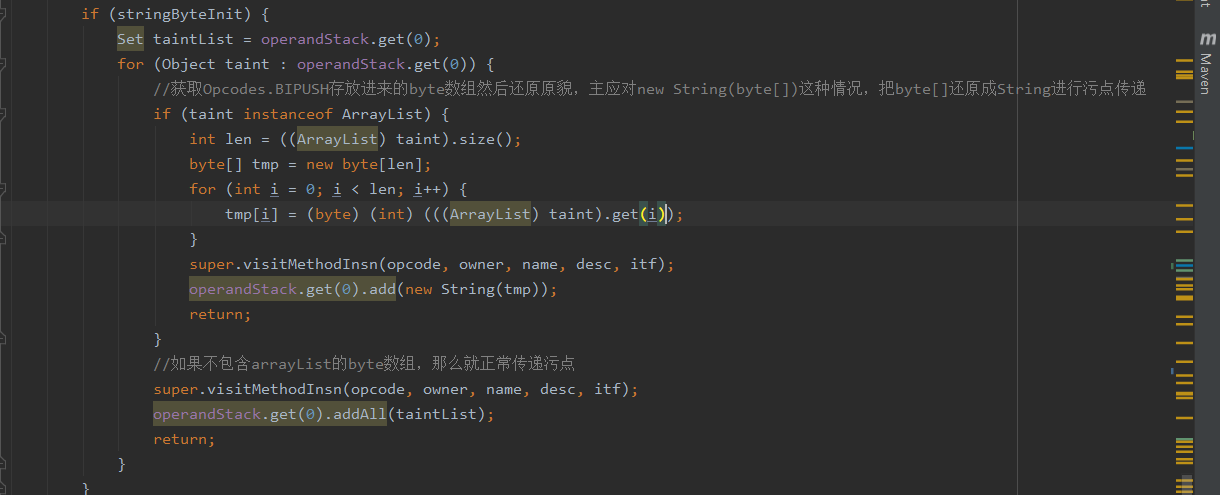 if (stringByteInit) {
Set taintList = operandStack.get(0);
for (Object taint : operandStack.get(0)) {
//获取Opcodes.BIPUSH存放进来的byte数组然后还原原貌，主应对new String(byte[])这种情况，把byte[]还原成String进行污点传递
if (taint instanceof ArrayList) {
int len = ((ArrayList) taint).size();
byte[] tmp = new byte[len];
for (int i = 0; i < len; i++) {
tmp[i] = (byte) (int) (((ArrayList) taint).get(i));
}
super.visitMethodInsn(opcode, owner, name, desc, itf);
operandStack.get(0).add(new String(tmp));
return;
}
//如果不包含arrayList的byte数组，那么就正常传递污点
super.visitMethodInsn(opcode, owner, name, desc, itf);
operandStack.get(0).addAll(taintList);
return;
}
}
m Maven